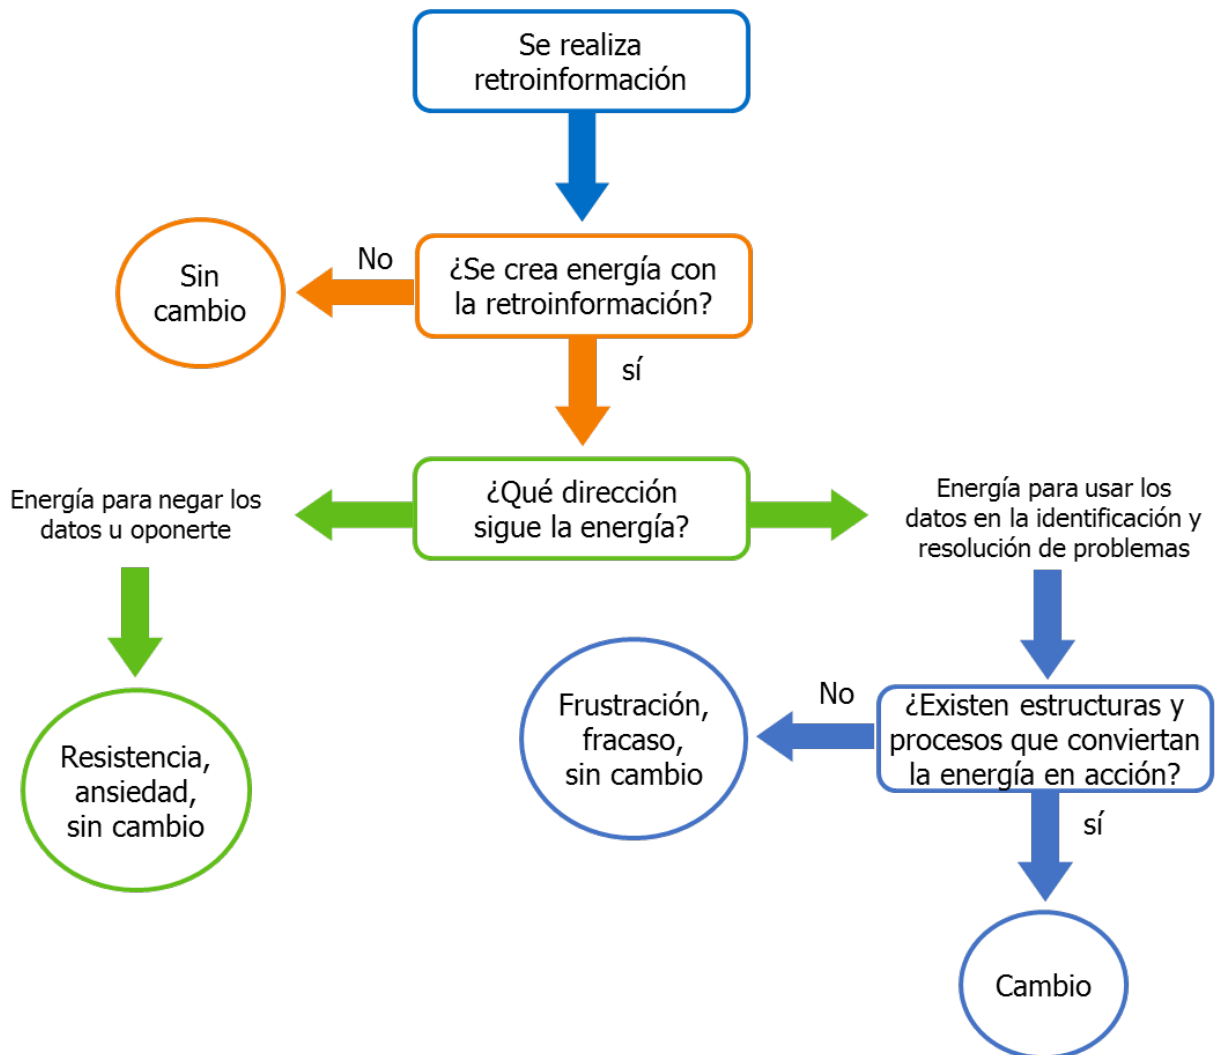 Se realiza
retroinformación
No
¿Se crea energía con
la retroinformación?
Sin
cambio
sí
¿Qué dirección
sigue la energía?
Energía para negar los
datos u oponerte
Energía para usar los
datos en la identificación y
resolución de problemas
Resistencia,
ansiedad,
sin cambio
Frustración,
fracaso,
sin cambio
No
¿Existen estructuras y
procesos que conviertan
la energía en acción?
sí
Cambio